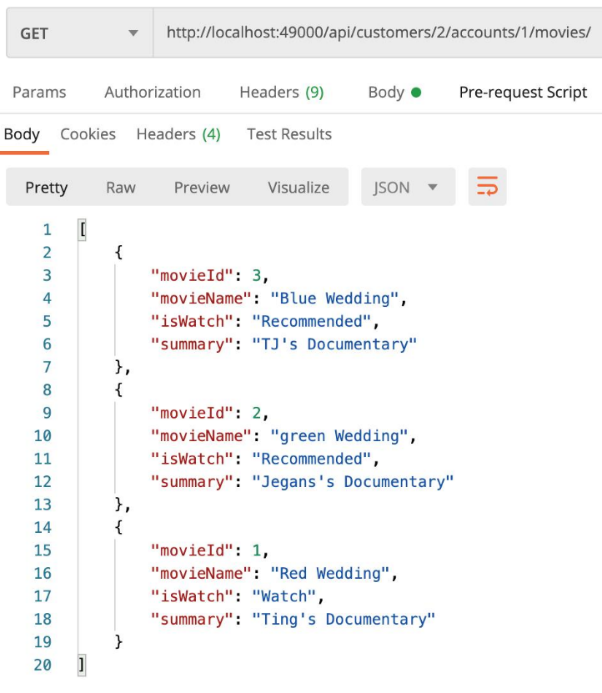 GET http://localhost:49000/api/customers/2/accounts/1/movies/
Params Authorization Headers (9) Body Pre-request Script
Body Cookies Headers (4) Test Results
Pretty Raw Preview Visualize JSON
1 [
2 {
3 "movieId": 3,
4 "movieName": "Blue Wedding",
5 "isWatch": "Recommended",
6 "summary": "TJ's Documentary"
7 },
8 {
9 "movieId": 2,
10 "movieName": "green Wedding",
11 "isWatch": "Recommended",
12 "summary": "Jegans's Documentary"
13 },
14 {
15 "movieId": 1,
16 "movieName": "Red Wedding",
17 "isWatch": "Watch",
18 "summary": "Ting's Documentary"
19 }
20 ]